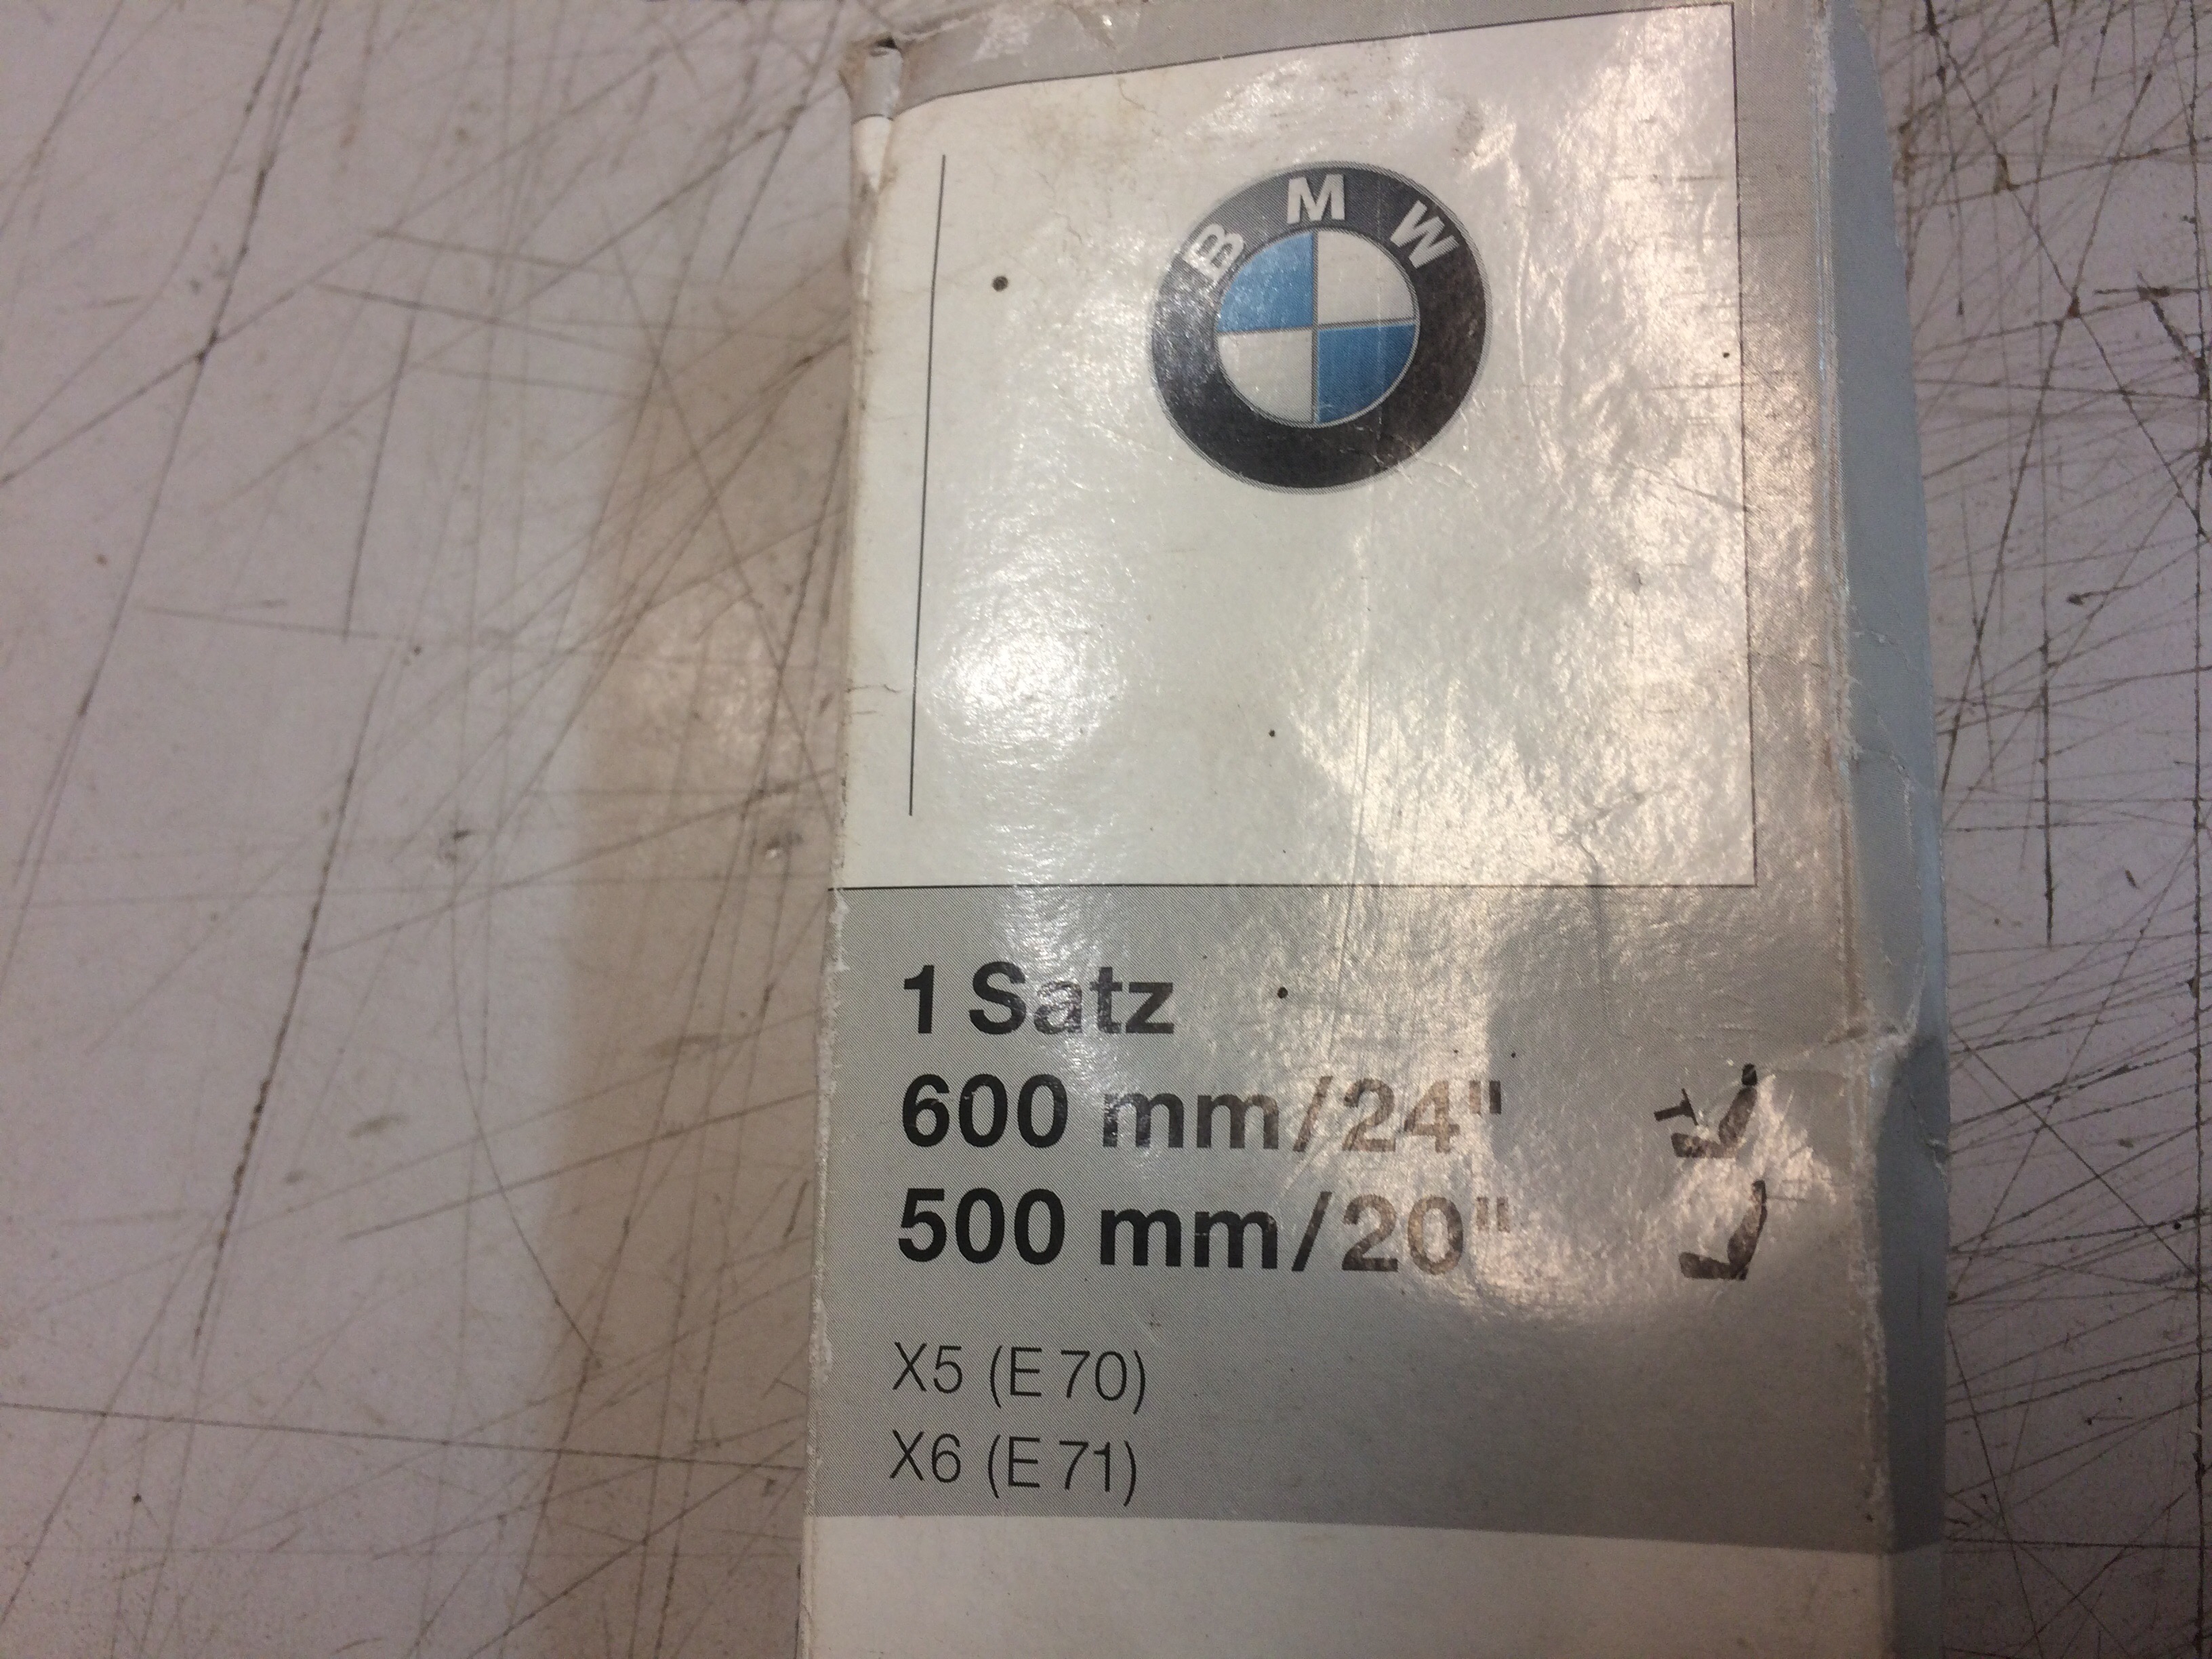 BMW
1 Satz
600 mm/24"
500 mm/20"
X5 (E 70)
X6 (E 71)